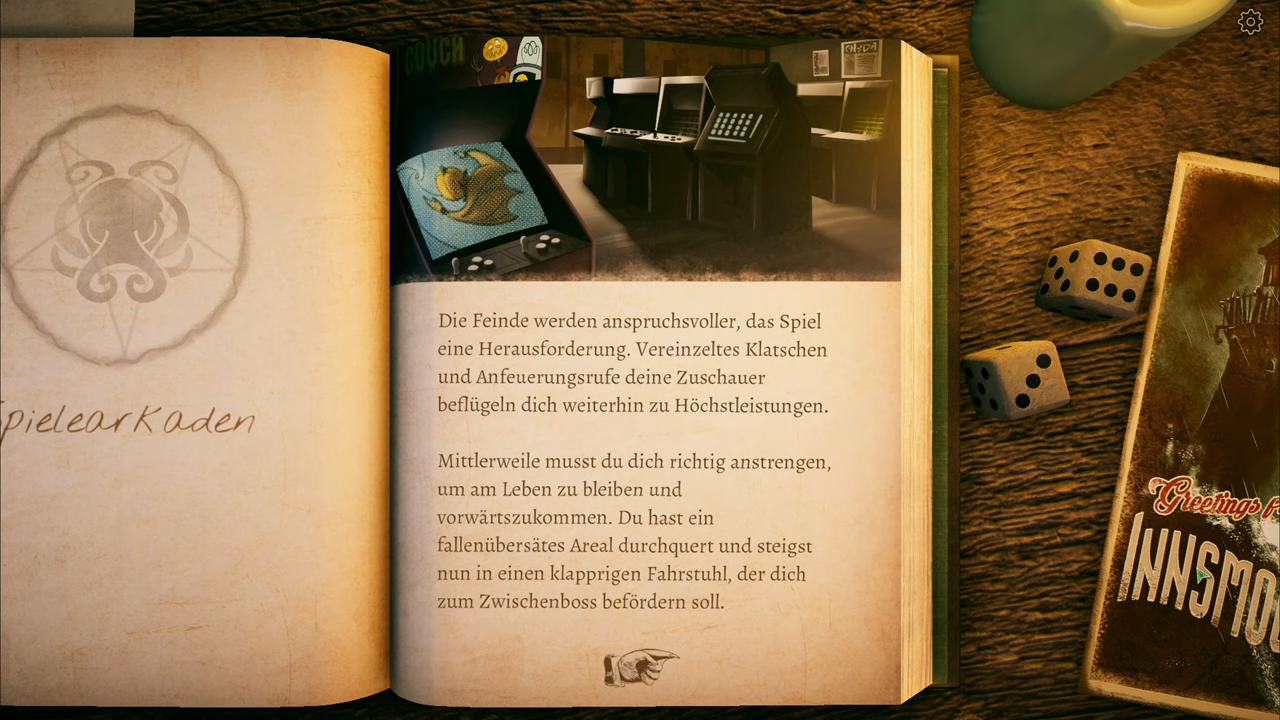 Spielearkaden
COUCH
Die Feinde werden anspruchsvoller, das Spiel
eine Herausforderung. Vereinzeltes Klatschen
und Anfeuerungsrufe deine Zuschauer
beflügeln dich weiterhin zu Höchstleistungen.
Mittlerweile musst du dich richtig anstrengen,
um am Leben zu bleiben und
vorwärtszukommen. Du hast ein
fallenübersätes Areal durchquert und steigst
nun in einen klapprigen Fahrstuhl, der dich
zum Zwischenboss befördern soll.
Greetings
INNSMO